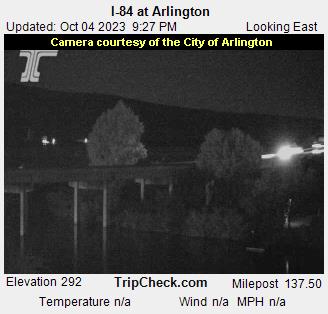 I-84 at Arlington
Updated: Oct 04 2023 9:27 PM Looking East
Camera courtesy of the City of Arlington
Elevation 292 TripCheck.com Milepost 137.50
Temperature n/a Wind n/a MPH n/a